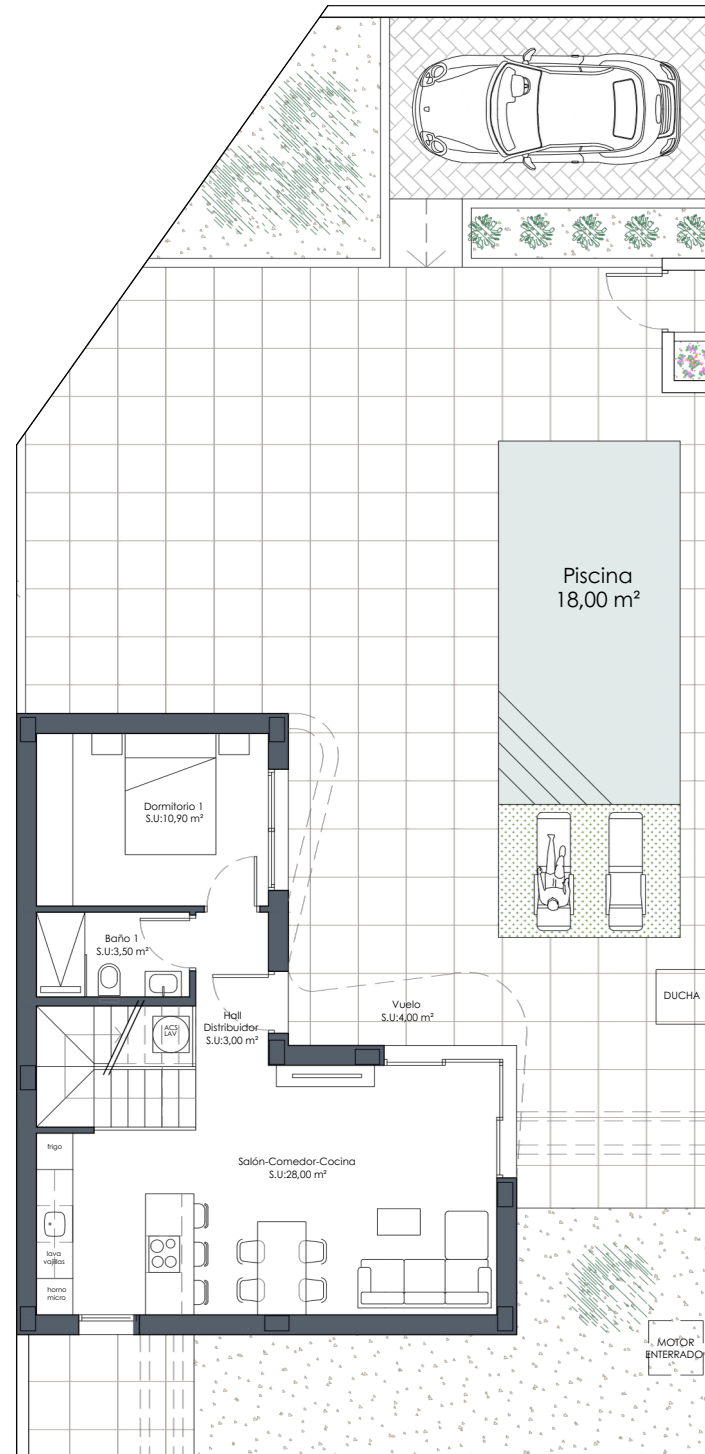 Piscina
18,00 m²
Dormitorio 1
S.U:10,90 m²
Baño 1
S.U:3,50 m²
DUCHA
Vuelo
S.U:4,00 m²
Hall
Distribuidor
S.U:3,00 m²
ACS
LAV
frigo
Salón-Comedor-Cocina
S.U:28,00 m²
lava
vajillas
horno
micro
MOTOR
ENTERRADO